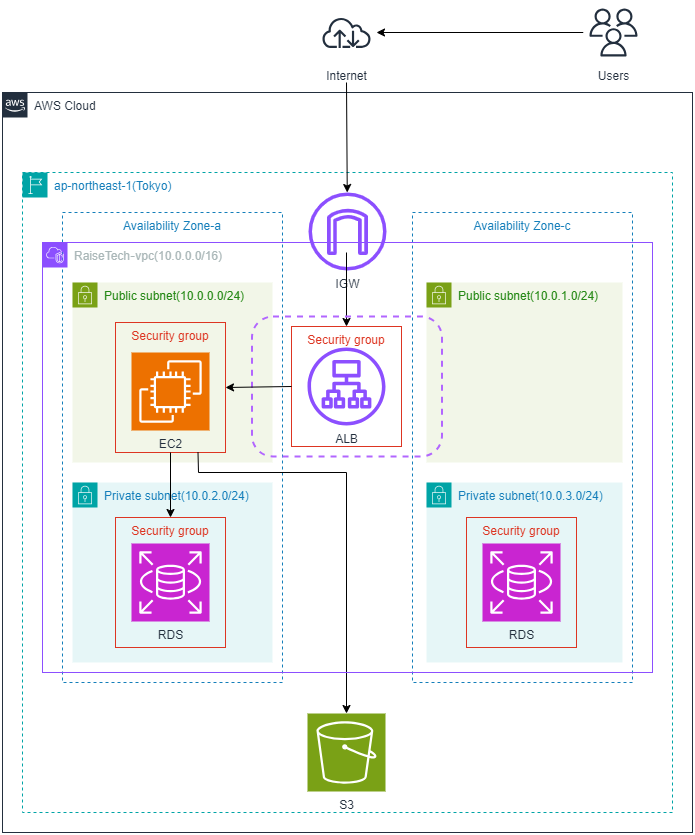 Internet
Users
aws
AWS Cloud
ap-northeast-1(Tokyo)
Availability Zone-a
Availability Zone-c
RaiseTech-vpc(10.0.0.0/16)
IGW
Public subnet(10.0.0.0/24)
Public subnet(10.0.1.0/24)
Security group
EC2
Security group
ALB
Private subnet(10.0.2.0/24)
Private subnet(10.0.3.0/24)
Security group
RDS
Security group
RDS
S3